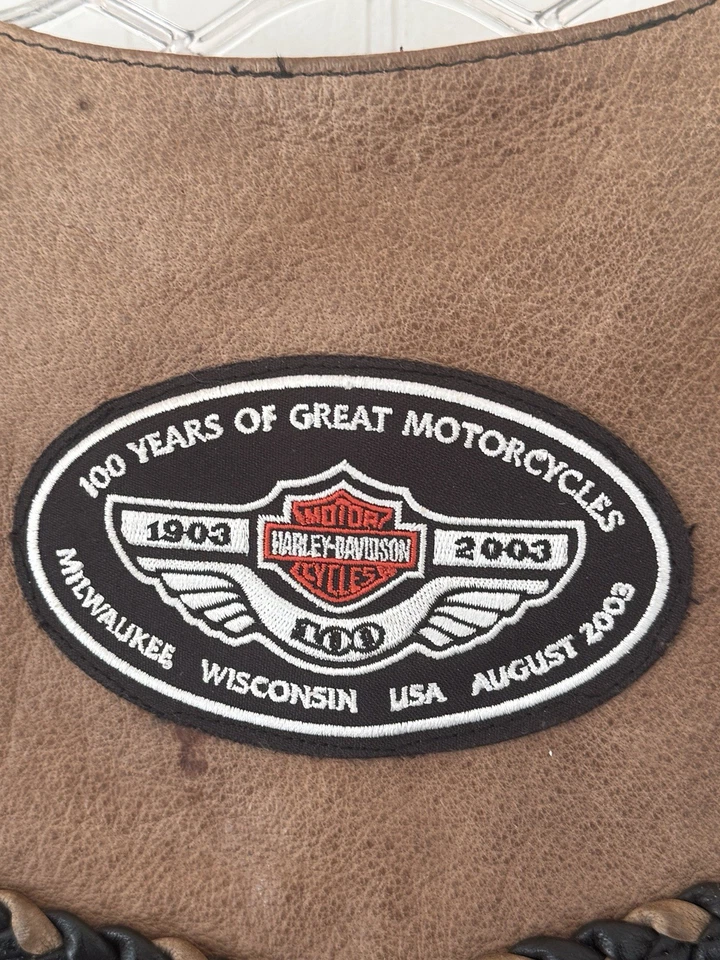 100 YEARS OF GREAT MOTORCYCLES
MOTOR
1903 HARLEY-DAVIDSON 2003
CYCLES
100
MILWAUKEE WISCONSIN USA AUGUST 2003